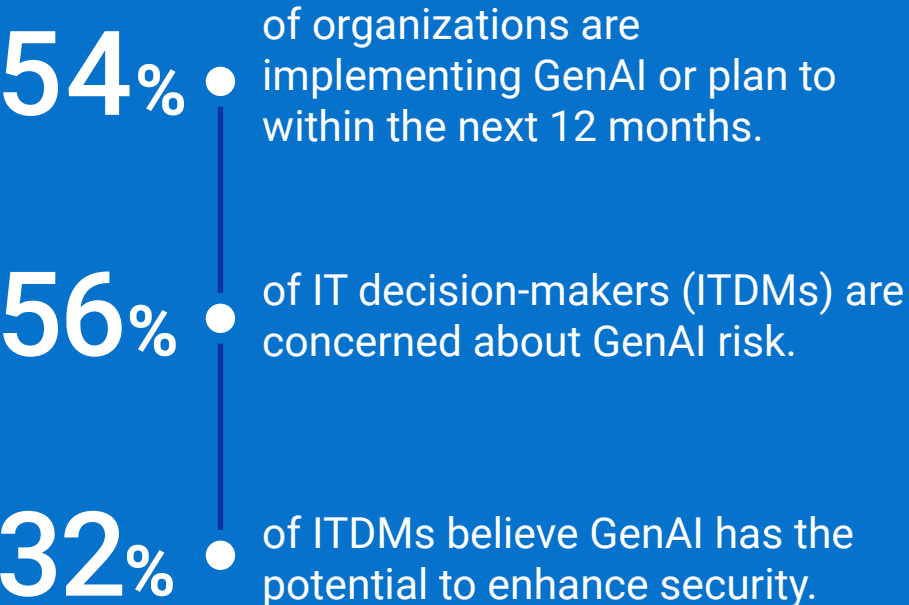 54%
of organizations are
implementing GenAI or plan to
within the next 12 months.
56%
of IT decision-makers (ITDMs) are
concerned about GenAI risk.
32%
of ITDMs believe GenAI has the
potential to enhance security.